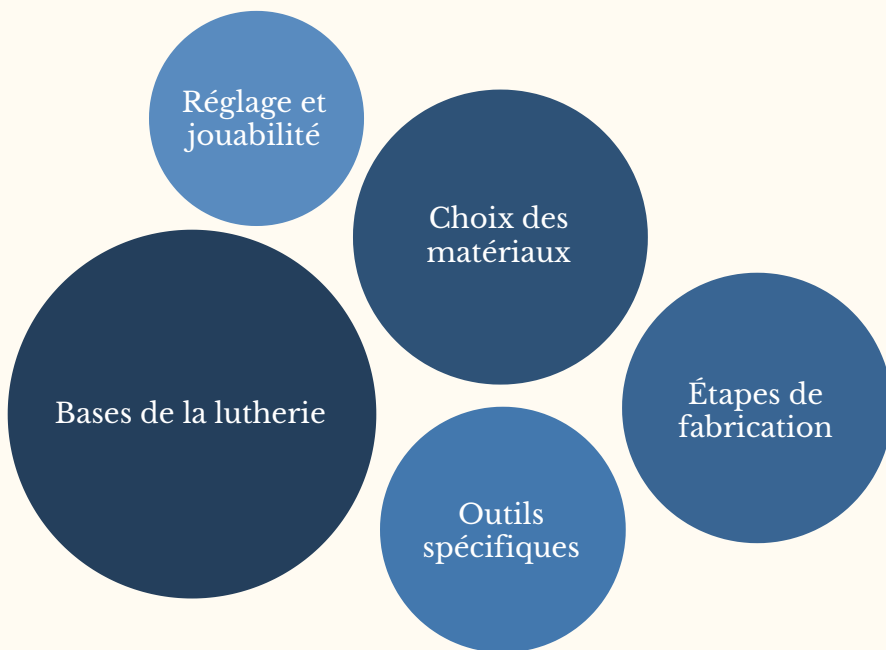 Réglage et
jouabilité
Choix des
matériaux
Bases de la lutherie
Étapes de
fabrication
Outils
spécifiques